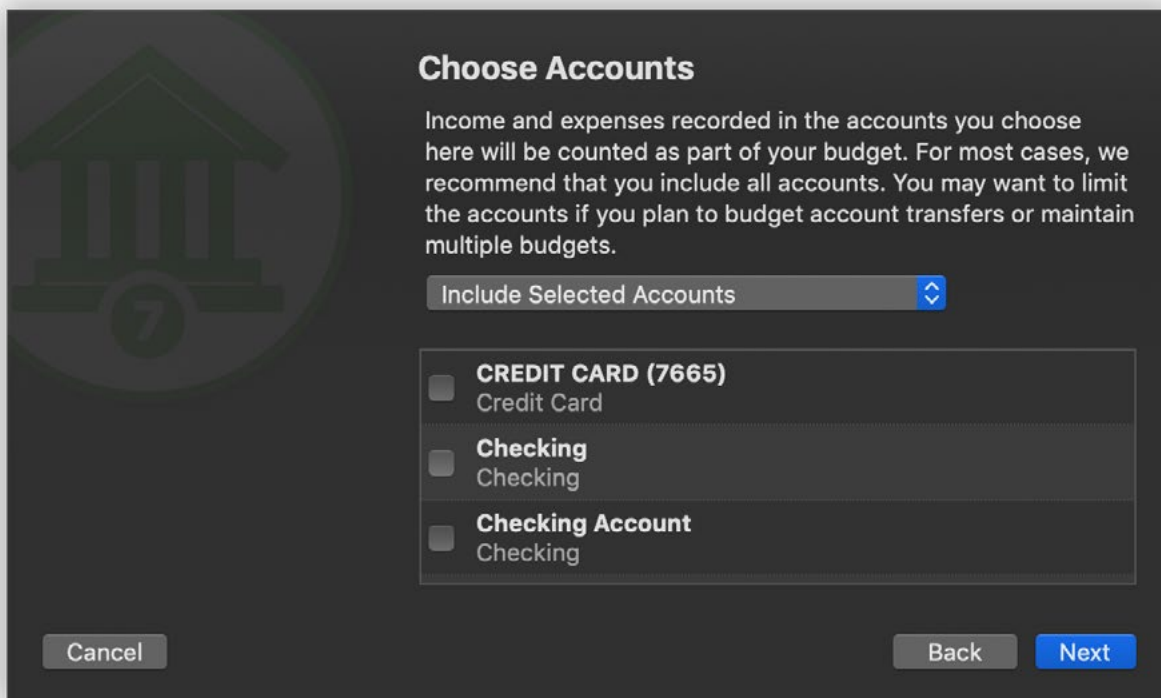 Choose Accounts
Income and expenses recorded in the accounts you choose
here will be counted as part of your budget. For most cases, we
recommend that you include all accounts. You may want to limit
the accounts if you plan to budget account transfers or maintain
multiple budgets.
Include Selected Accounts
CREDIT CARD (7665)
Credit Card
Checking
Checking
Checking Account
Checking
7
Cancel
Back
Next